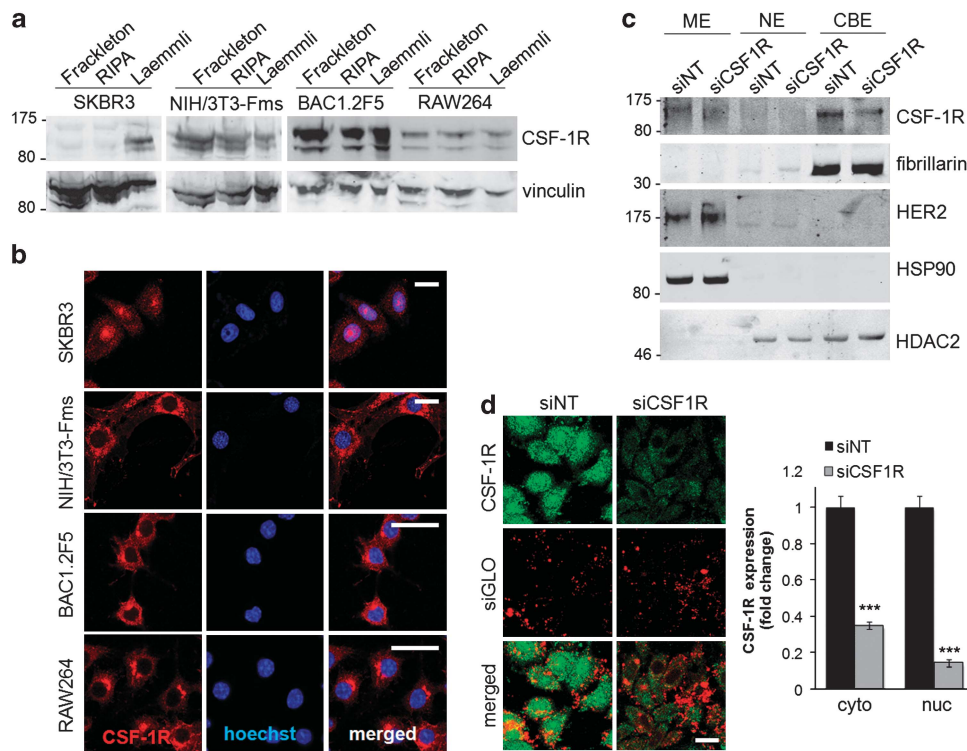 a
Frackleton
RIPA
Laemmli
Frackleton
RIPA
Laemmli
Frackleton
RIPA
Laemmli
Frackleton
RIPA
Laemmli
SKBR3
NIH/3T3-Fms
BAC1.2F5
RAW264
175
80
CSF-1R
80
vinculin
b
SKBR3
NIH/3T3-Fms
BAC1.2F5
RAW264
CSF-1R
hoechst
merged
c
ME
NE
CBE
siNT
siCSF1R
siNT
siCSF1R
siNT
siCSF1R
175
80
CSF-1R
30
fibrillarin
175
HER2
80
HSP90
46
HDAC2
d
siNT
siCSF1R
CSF-1R
siGLO
merged
siNT
siCSF1R
CSF-1R expression
(fold change)
1.2
1
0.8
0.6
0.4
0.2
0
***
***
cyto
nuc